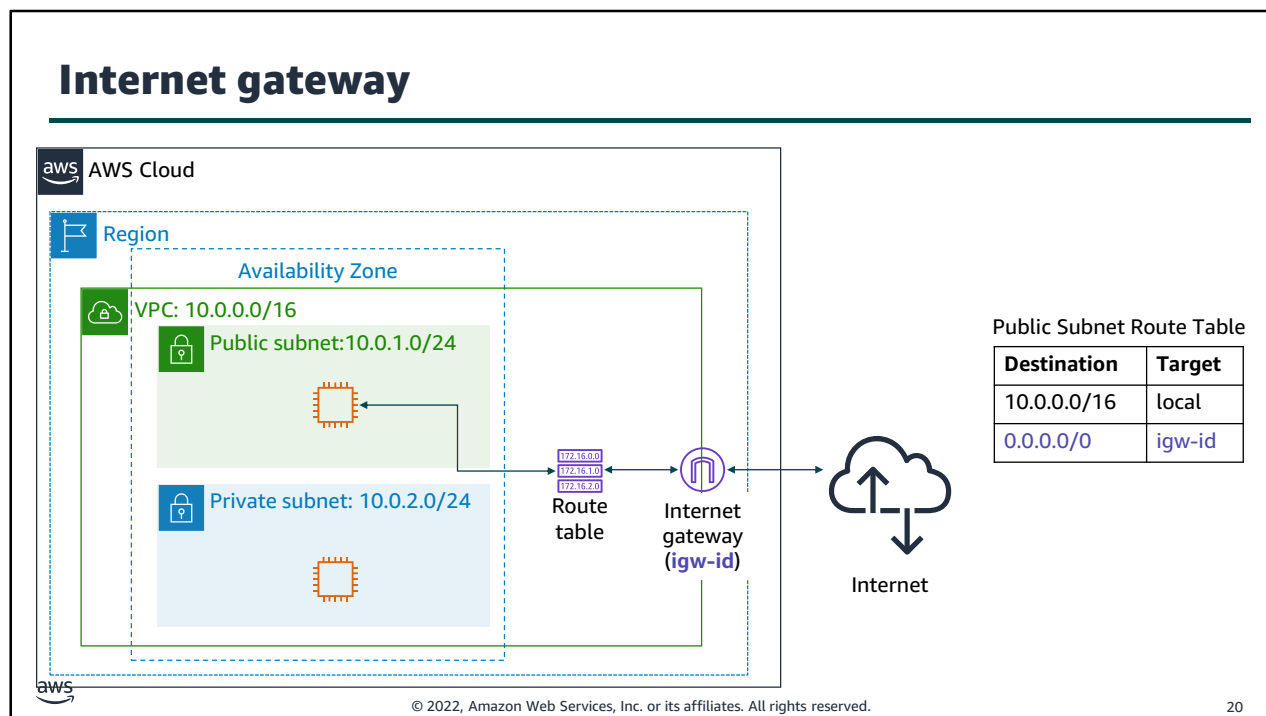 Internet gateway
aws
AWS Cloud
Region
Availability Zone
VPC: 10.0.0.0/16
Public subnet:10.0.1.0/24
Private subnet: 10.0.2.0/24
172.16.0.0
172.16.1.0
172.16.2.0
Route
table
Internet
gateway
(igw-id)
Internet
Public Subnet Route Table
Destination Target
10.0.0.0/16 local
0.0.0.0/0 igw-id
aws
© 2022, Amazon Web Services, Inc. or its affiliates. All rights reserved.
20